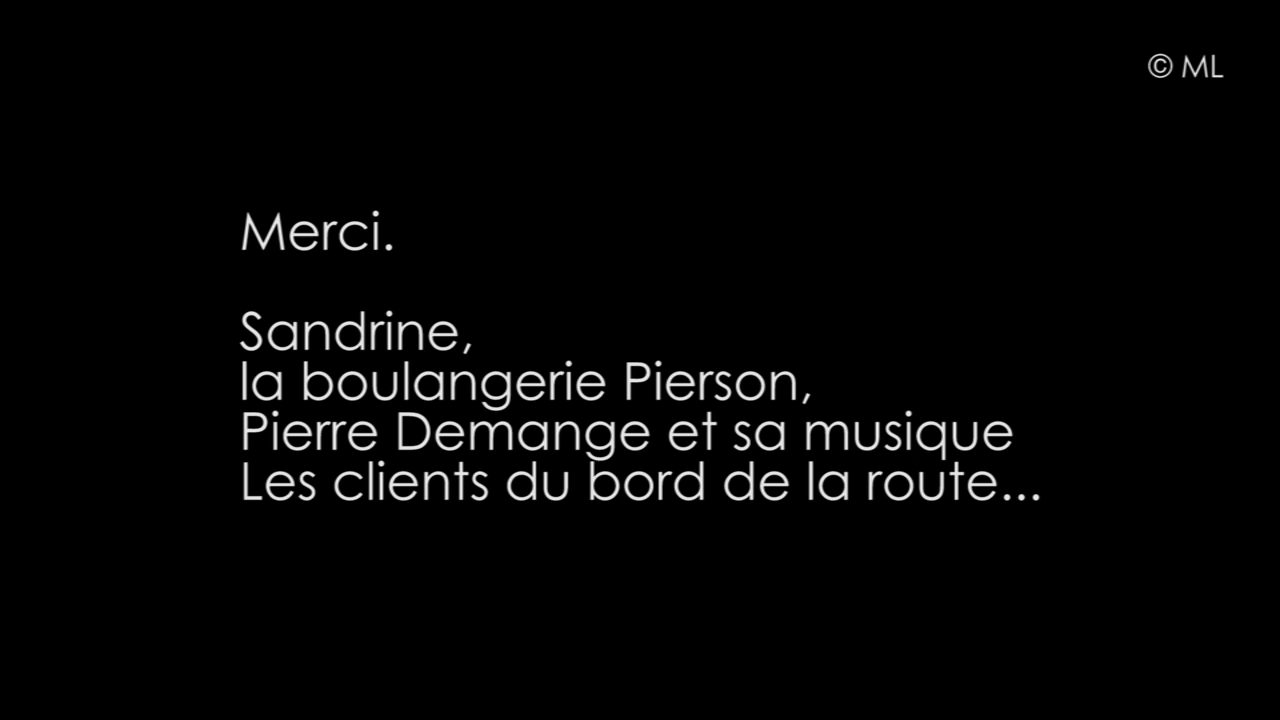 © ML
Merci.
Sandrine,
la boulangerie Pierson,
Pierre Demange et sa musique
Les clients du bord de la route...